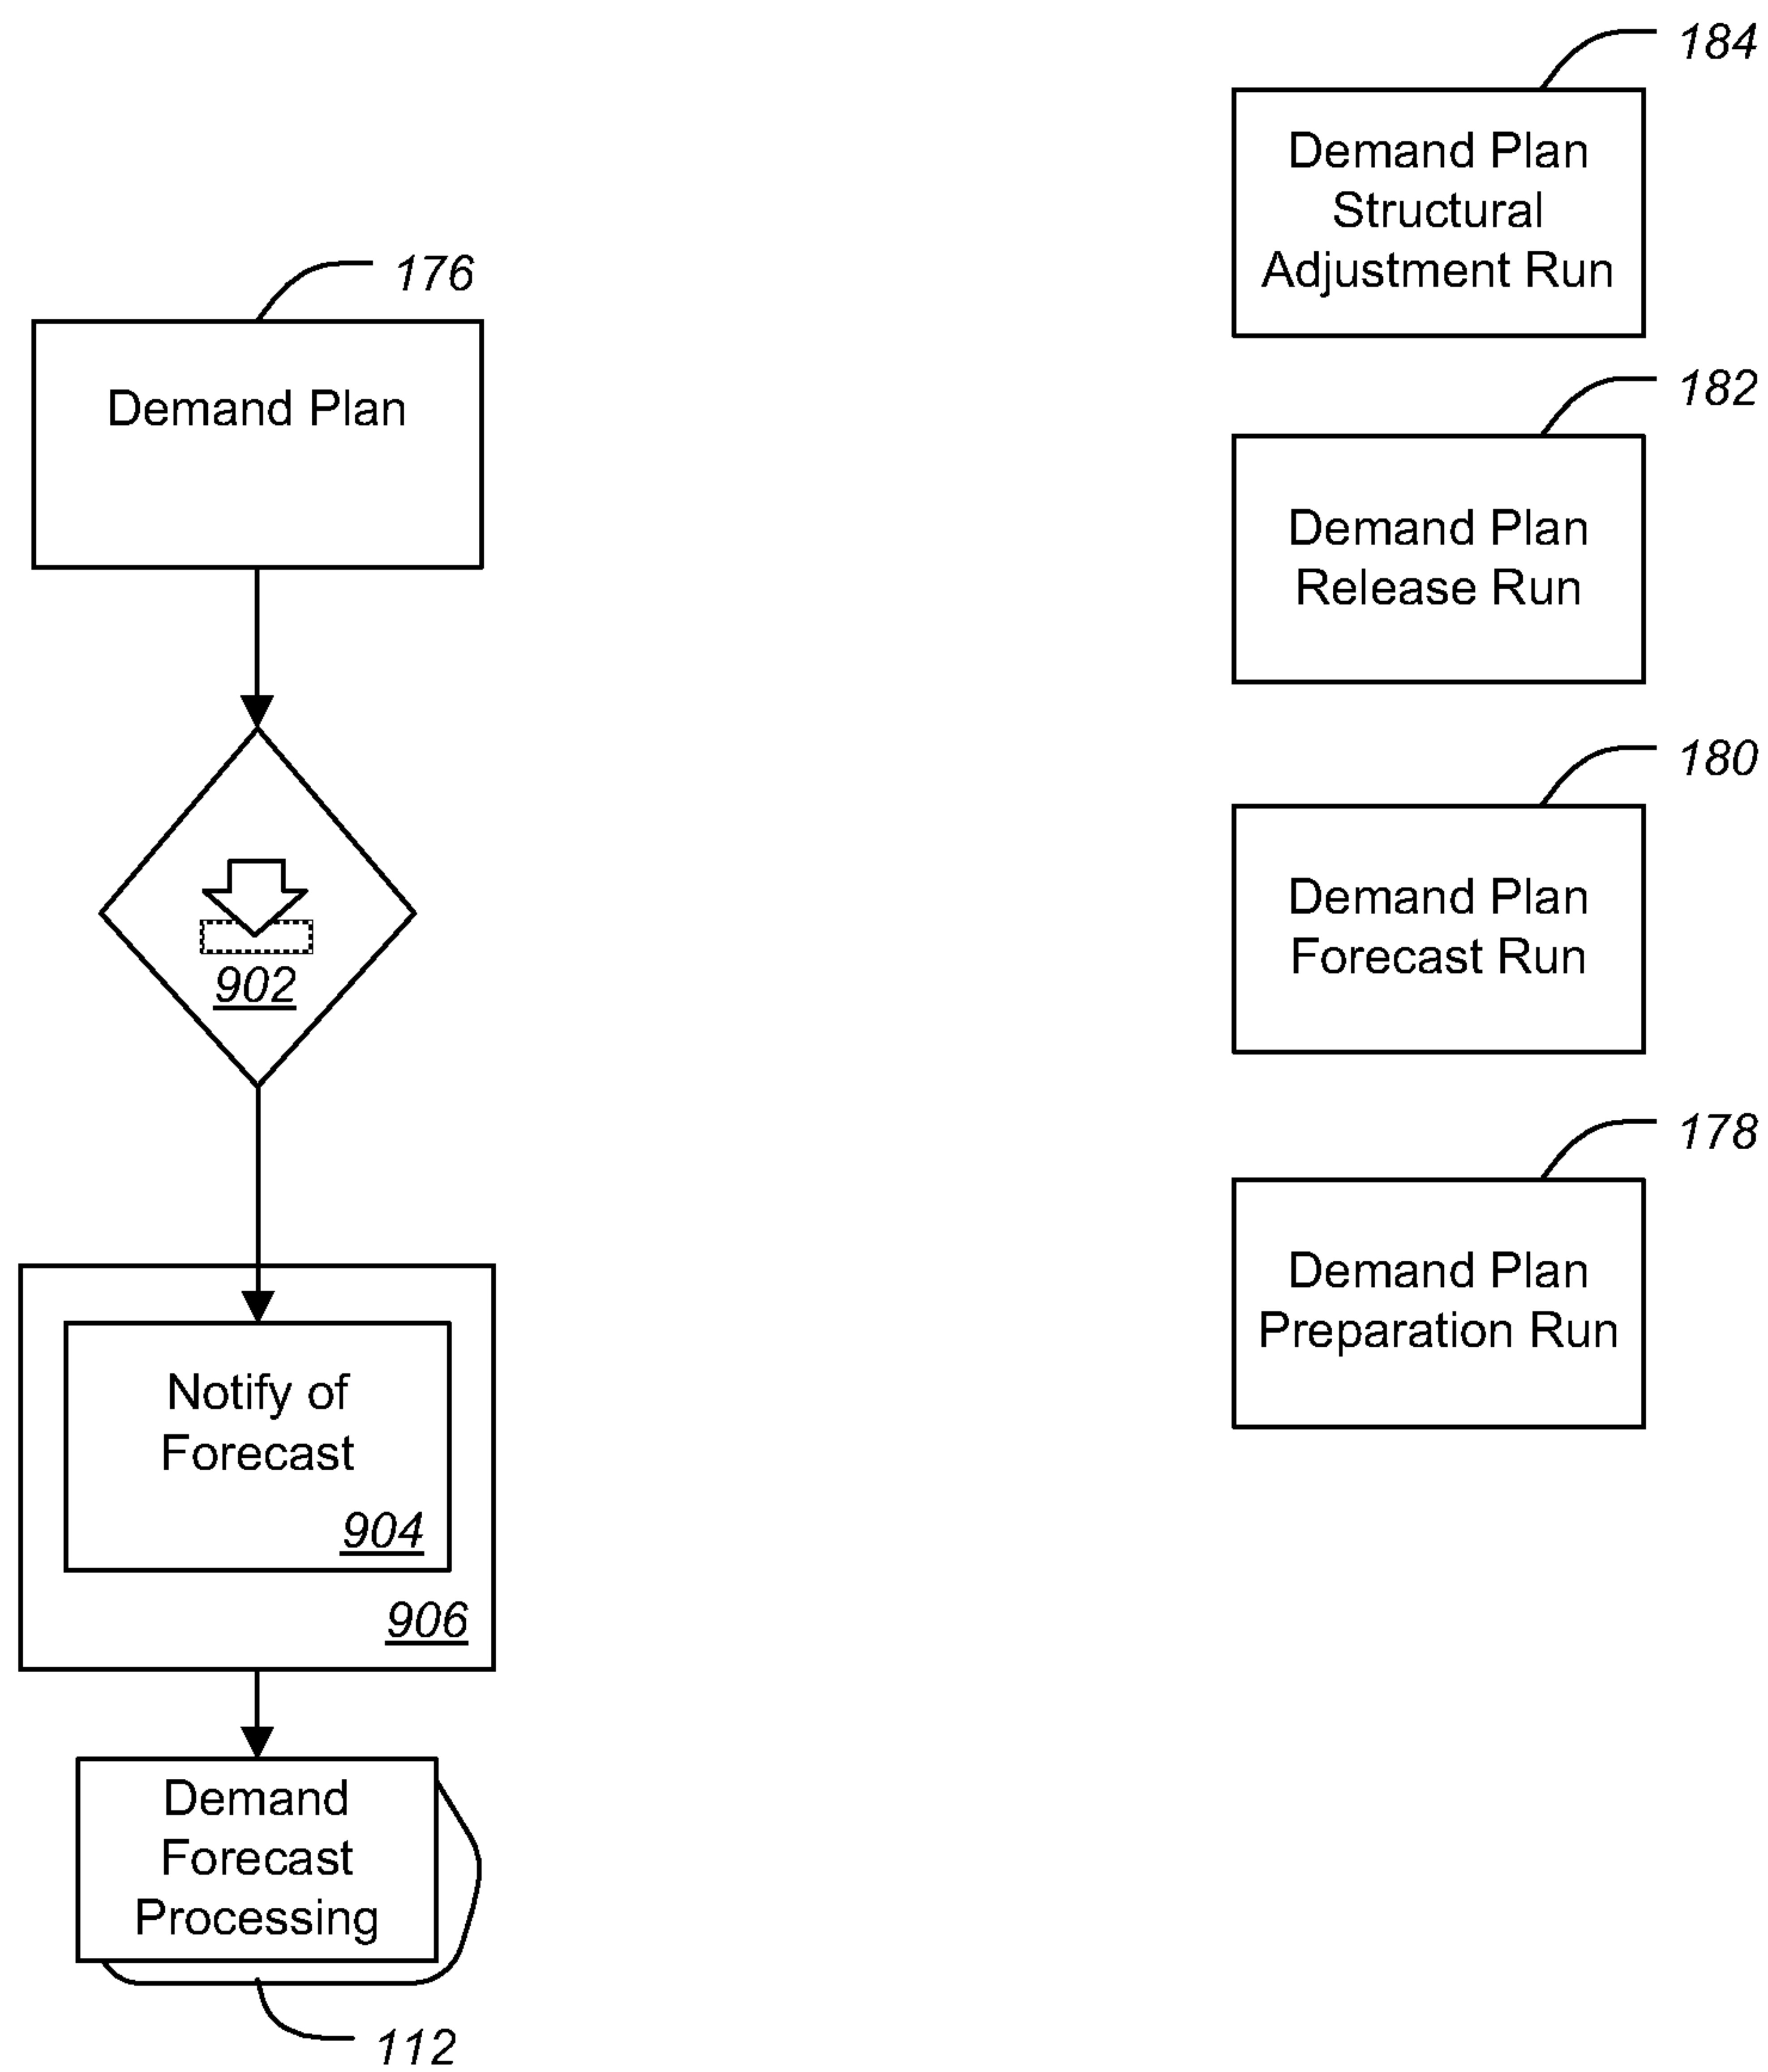 176
Demand Plan
902
Notify of
Forecast
904
906
Demand
Forecast
Processing
112
184
Demand Plan
Structural
Adjustment Run
182
Demand Plan
Release Run
180
Demand Plan
Forecast Run
178
Demand Plan
Preparation Run